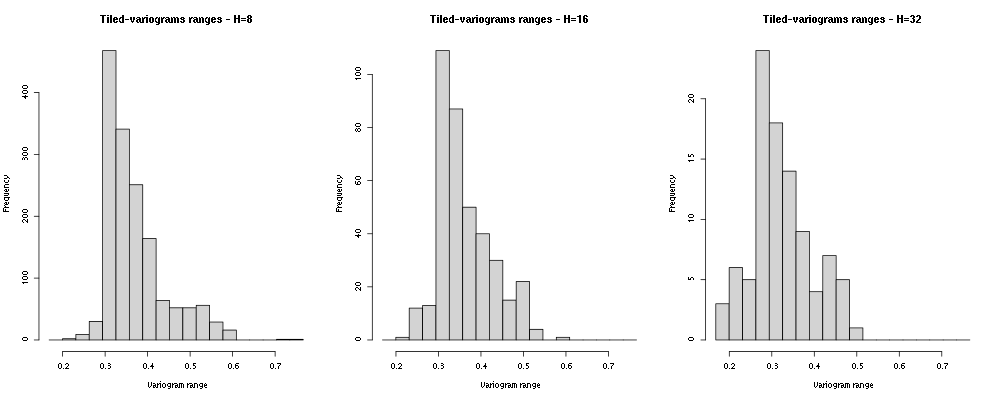 Tiled-variograms ranges - H=8
Frequency
400
300
200
100
0
0.2 0.3 0.4 0.5 0.6 0.7
Variogram range
Tiled-variograms ranges - H=16
Frequency
100
80
60
40
20
0
0.2 0.3 0.4 0.5 0.6 0.7
Variogram range
Tiled-variograms ranges - H=32
Frequency
20
15
10
5
0
0.2 0.3 0.4 0.5 0.6 0.7
Variogram range